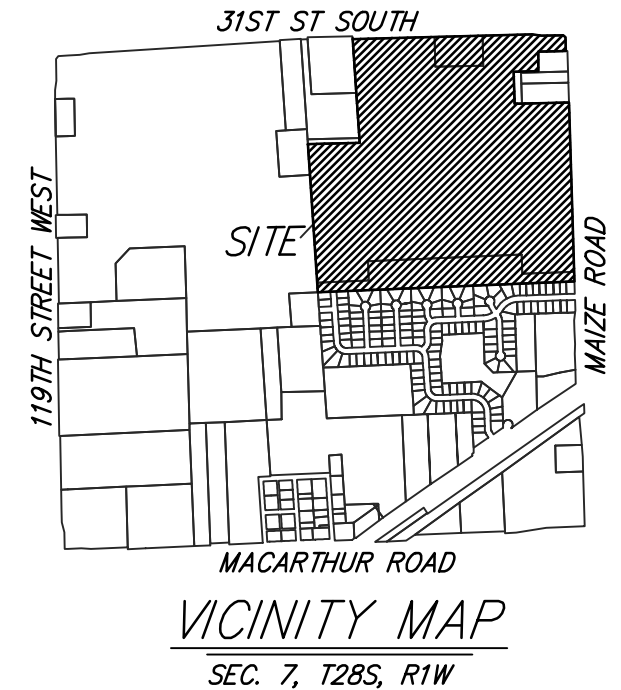 31ST ST SOUTH
119TH STREET WEST
SITE
MAIZE ROAD
MACARTHUR ROAD
VICINITY MAP
SEC. 7, T28S, R1W